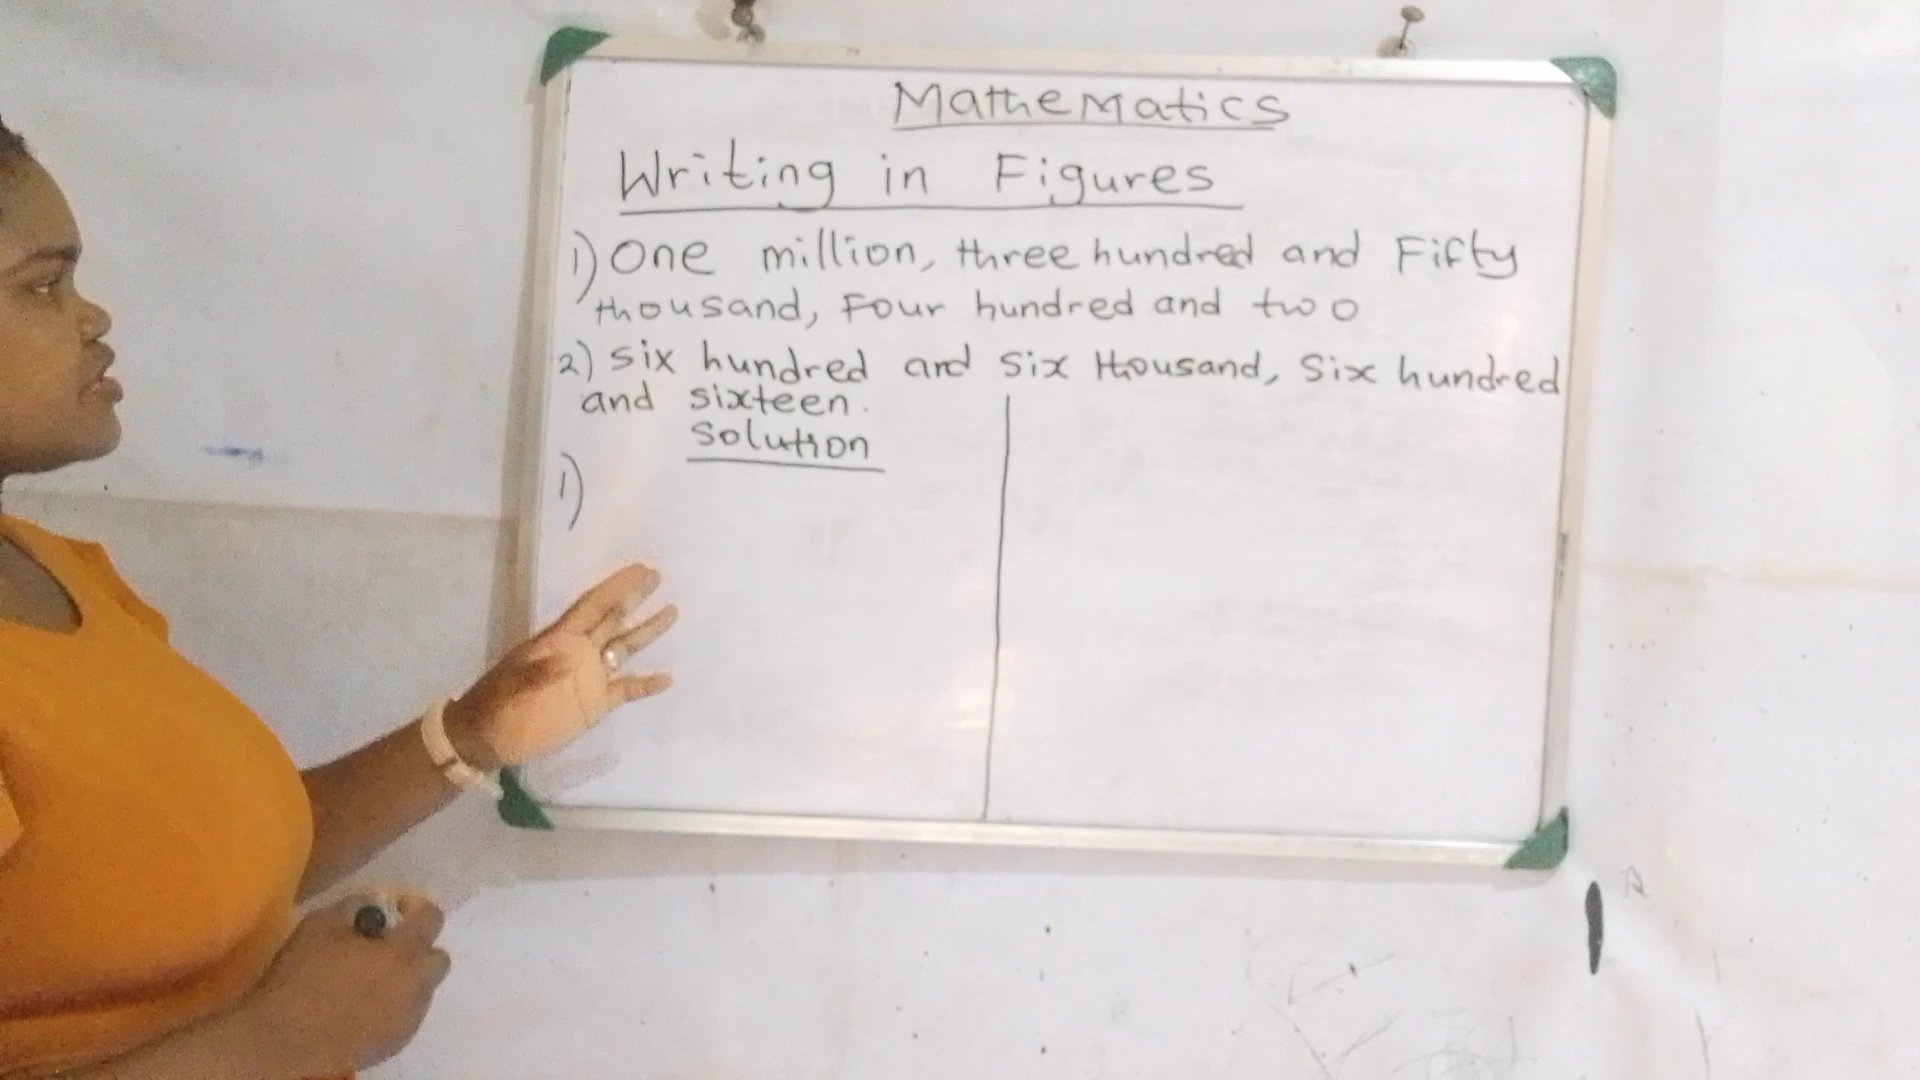 Mathematics
Writing in Figures
1) One million, three hundred and Fifty
thousand, Four hundred and two
2) Six hundred and Six thousand, Six hundred
and sixteen.
Solution
1)